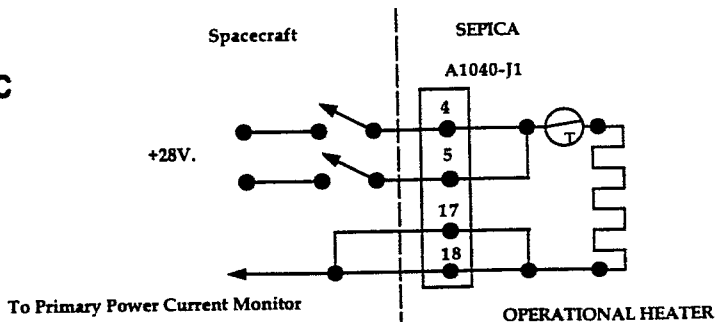 Spacecraft
SEPICA
A1040-J1
C
4
+28V.
5
T
17
18
To Primary Power Current Monitor
OPERATIONAL HEATER